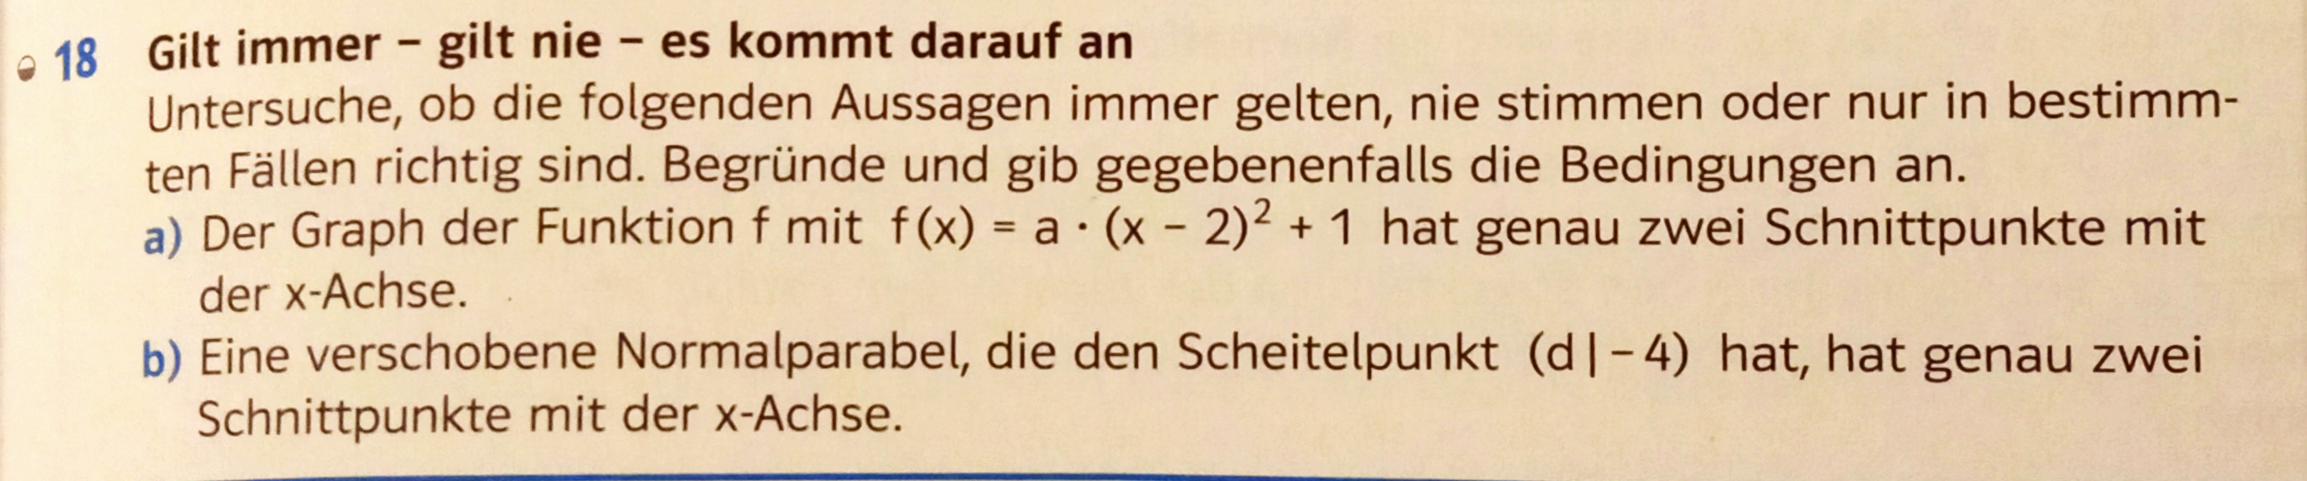 18 Gilt immer – gilt nie – es kommt darauf an
Untersuche, ob die folgenden Aussagen immer gelten, nie stimmen oder nur in bestimm-
ten Fällen richtig sind. Begründe und gib gegebenenfalls die Bedingungen an.
a) Der Graph der Funktion f mit f(x) = a · (x – 2)² + 1 hat genau zwei Schnittpunkte mit
der x-Achse.
b) Eine verschobene Normalparabel, die den Scheitelpunkt (d | – 4) hat, hat genau zwei
Schnittpunkte mit der x-Achse.